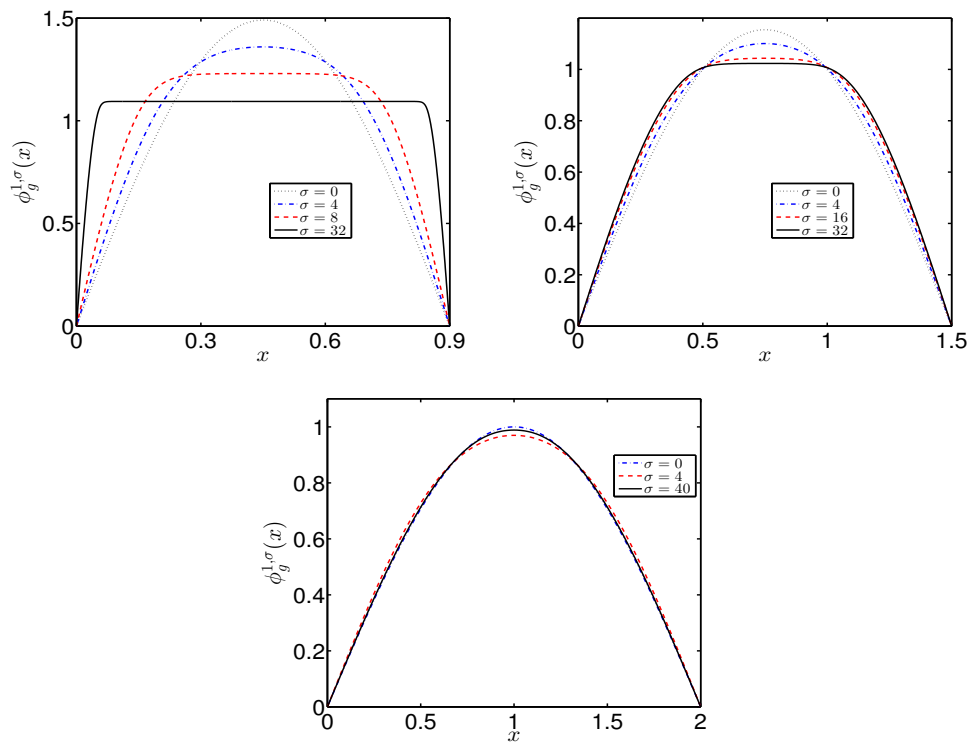 1.5
1
0.5
0
ϕ_g^{1,σ}(x)
σ = 0
σ = 4
σ = 8
σ = 32
0 0.3 0.6 0.9
x
1
0.8
0.6
0.4
0.2
0
ϕ_g^{1,σ}(x)
σ = 0
σ = 4
σ = 16
σ = 32
0 0.5 1 1.5
x
1
0.8
0.6
0.4
0.2
0
ϕ_g^{1,σ}(x)
σ = 0
σ = 4
σ = 40
0 0.5 1 1.5 2
x